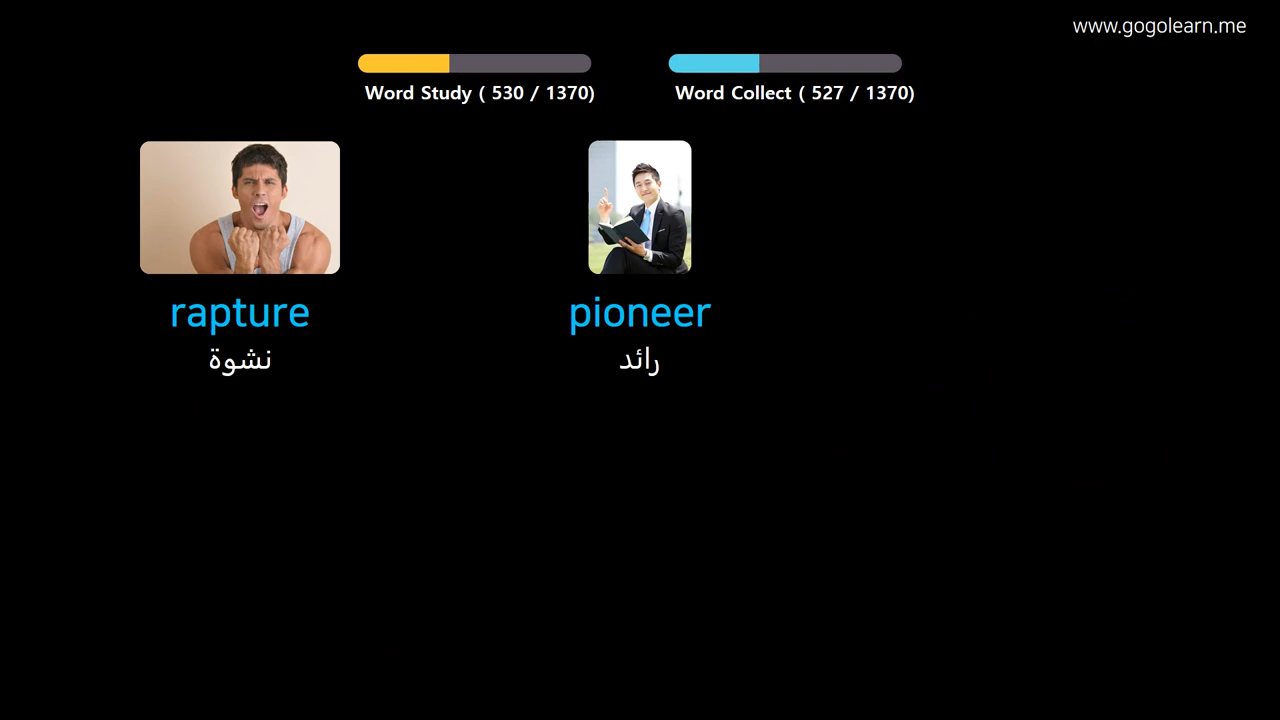 www.gogolearn.me
Word Study ( 530 / 1370)
Word Collect ( 527 / 1370)
rapture
نشوة
pioneer
رائد